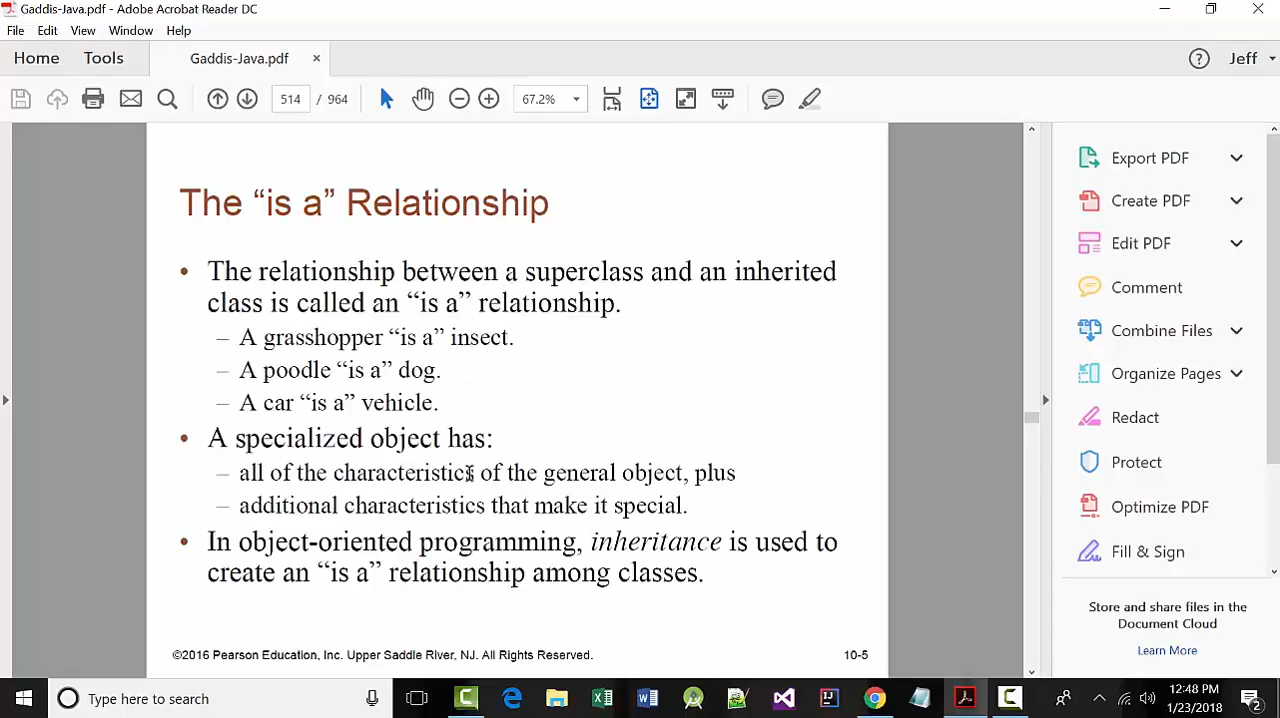 Gaddis-Java.pdf - Adobe Acrobat Reader DC
File Edit View Window Help
Home Tools Gaddis-Java.pdf × Jeff
514 / 964 67.2%
The “is a” Relationship
• The relationship between a superclass and an inherited
class is called an “is a” relationship.
– A grasshopper “is a” insect.
– A poodle “is a” dog.
– A car “is a” vehicle.
• A specialized object has:
– all of the characteristics of the general object, plus
– additional characteristics that make it special.
• In object-oriented programming, inheritance is used to
create an “is a” relationship among classes.
©2016 Pearson Education, Inc. Upper Saddle River, NJ. All Rights Reserved. 10-5
Export PDF
Create PDF
Edit PDF
Comment
Combine Files
Organize Pages
Redact
Protect
Optimize PDF
Fill & Sign
Store and share files in the
Document Cloud
Learn More
Type here to search
12:48 PM
1/23/2018
2